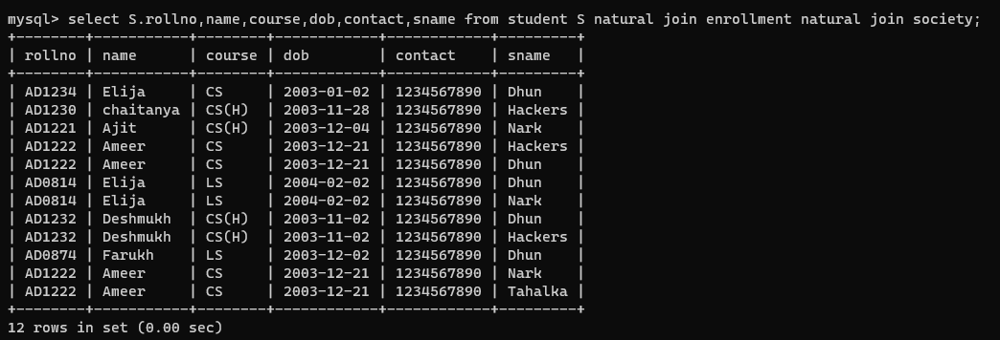 mysql> select S.rollno,name,course,dob,contact,sname from student S natural join enrollment natural join society;
+--------+-----------+--------+------------+------------+---------+
| rollno | name      | course | dob        | contact    | sname   |
+--------+-----------+--------+------------+------------+---------+
| AD1234 | Elija     | CS     | 2003-01-02 | 1234567890 | Dhun    |
| AD1230 | chaitanya | CS(H)  | 2003-11-28 | 1234567890 | Hackers |
| AD1221 | Ajit      | CS(H)  | 2003-12-04 | 1234567890 | Nark    |
| AD1222 | Ameer     | CS     | 2003-12-21 | 1234567890 | Hackers |
| AD1222 | Ameer     | CS     | 2003-12-21 | 1234567890 | Dhun    |
| AD0814 | Elija     | LS     | 2004-02-02 | 1234567890 | Dhun    |
| AD0814 | Elija     | LS     | 2004-02-02 | 1234567890 | Nark    |
| AD1232 | Deshmukh  | CS(H)  | 2003-11-02 | 1234567890 | Dhun    |
| AD1232 | Deshmukh  | CS(H)  | 2003-11-02 | 1234567890 | Hackers |
| AD0874 | Farukh    | LS     | 2003-12-02 | 1234567890 | Dhun    |
| AD1222 | Ameer     | CS     | 2003-12-21 | 1234567890 | Nark    |
| AD1222 | Ameer     | CS     | 2003-12-21 | 1234567890 | Tahalka |
+--------+-----------+--------+------------+------------+---------+
12 rows in set (0.00 sec)